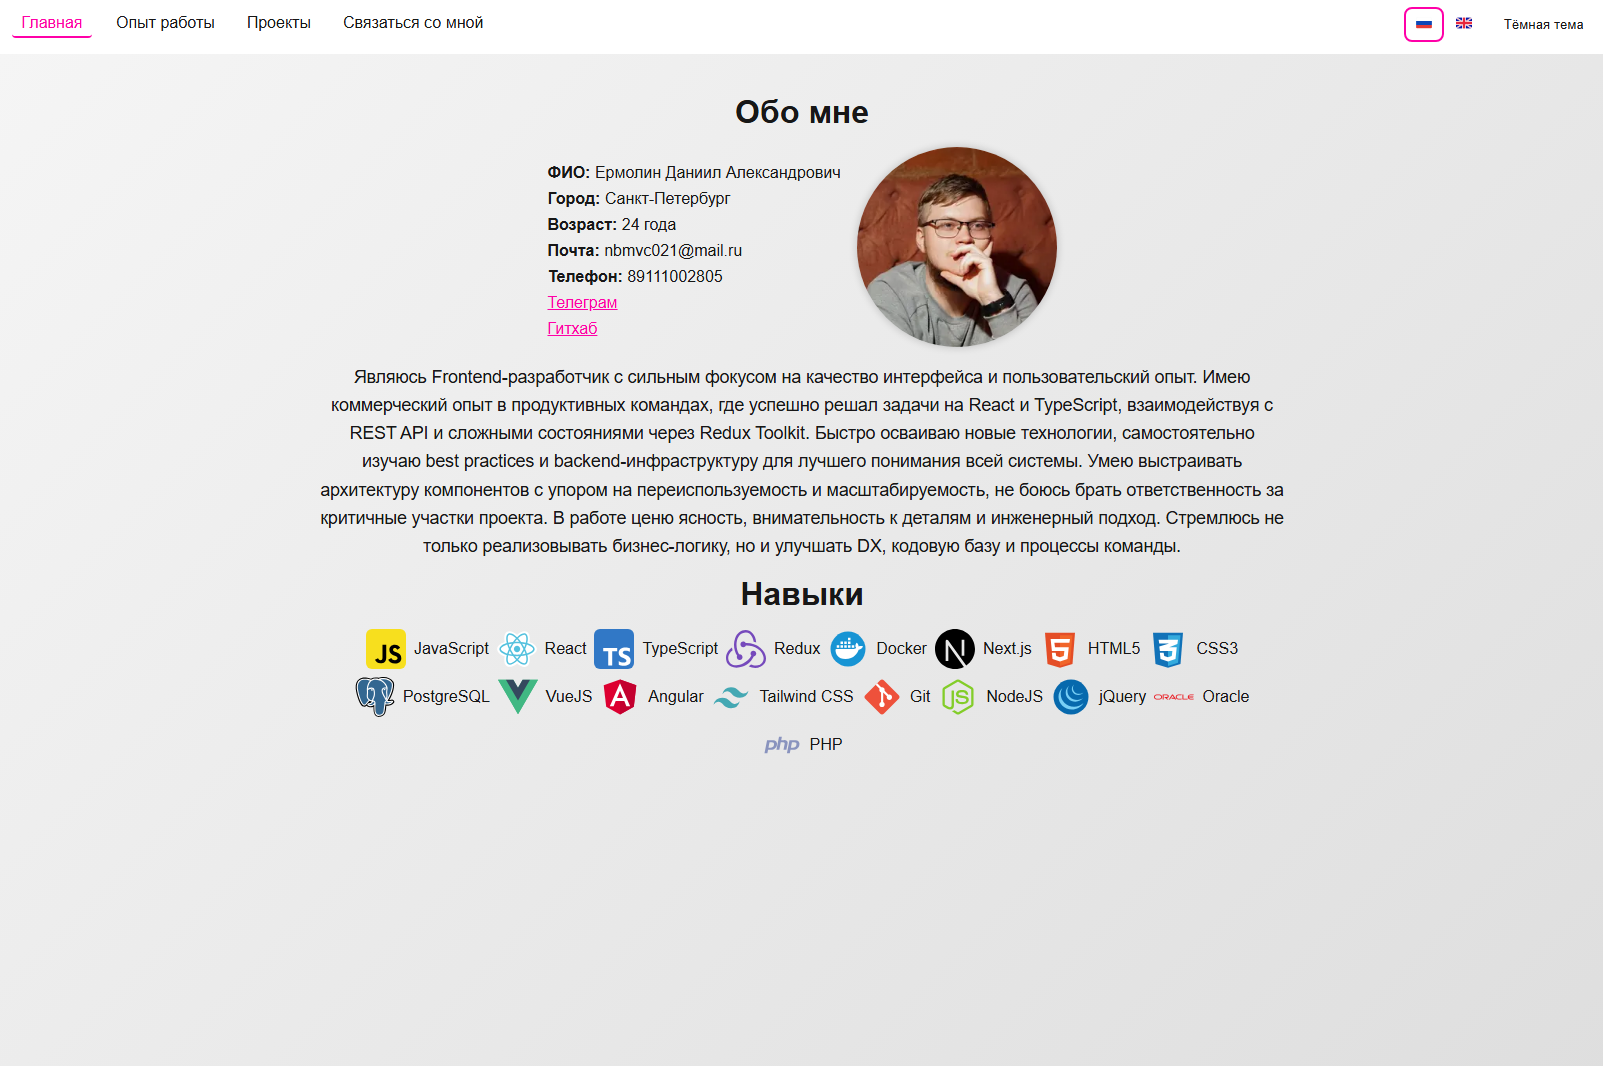 Главная Опыт работы Проекты Связаться со мной Тёмная тема
Обо мне
ФИО: Ермолин Даниил Александрович
Город: Санкт-Петербург
Возраст: 24 года
Почта: nbmvc021@mail.ru
Телефон: 89111002805
Телеграм
Гитхаб
Являюсь Frontend-разработчик с сильным фокусом на качество интерфейса и пользовательский опыт. Имею
коммерческий опыт в продуктивных командах, где успешно решал задачи на React и TypeScript, взаимодействуя с
REST API и сложными состояниями через Redux Toolkit. Быстро осваиваю новые технологии, самостоятельно
изучаю best practices и backend-инфраструктуру для лучшего понимания всей системы. Умею выстраивать
архитектуру компонентов с упором на переиспользуемость и масштабируемость, не боюсь брать ответственность за
критичные участки проекта. В работе ценю ясность, внимательность к деталям и инженерный подход. Стремлюсь не
только реализовывать бизнес-логику, но и улучшать DX, кодовую базу и процессы команды.
Навыки
JS JavaScript React TS TypeScript Redux Docker N Next.js 5 HTML5 3 CSS3
PostgreSQL VueJS A Angular Tailwind CSS Git JS NodeJS jQuery ORACLE Oracle
php PHP